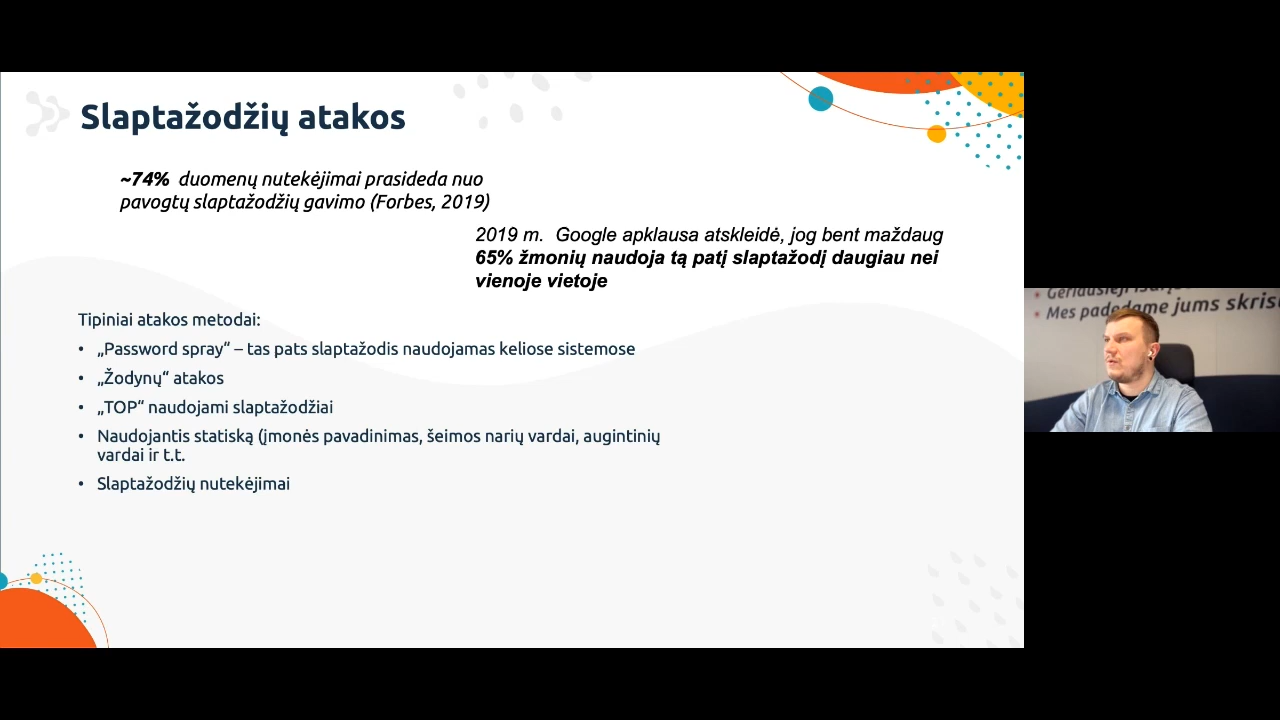 Slaptažodžių atakos
~74% duomenų nutekėjimai prasideda nuo
pavogtų slaptažodžių gavimo (Forbes, 2019)
2019 m. Google apklausa atskleidė, jog bent maždaug
65% žmonių naudoja tą patį slaptažodį daugiau nei
vienoje vietoje
Tipiniai atakos metodai:
• „Password spray“ – tas pats slaptažodis naudojamas keliose sistemose
• „Žodynų“ atakos
• „TOP“ naudojami slaptažodžiai
• Naudojantis statiską (įmonės pavadinimas, šeimos narių vardai, augintinių
vardai ir t.t.
• Slaptažodžių nutekėjimai
Mes padedame jums